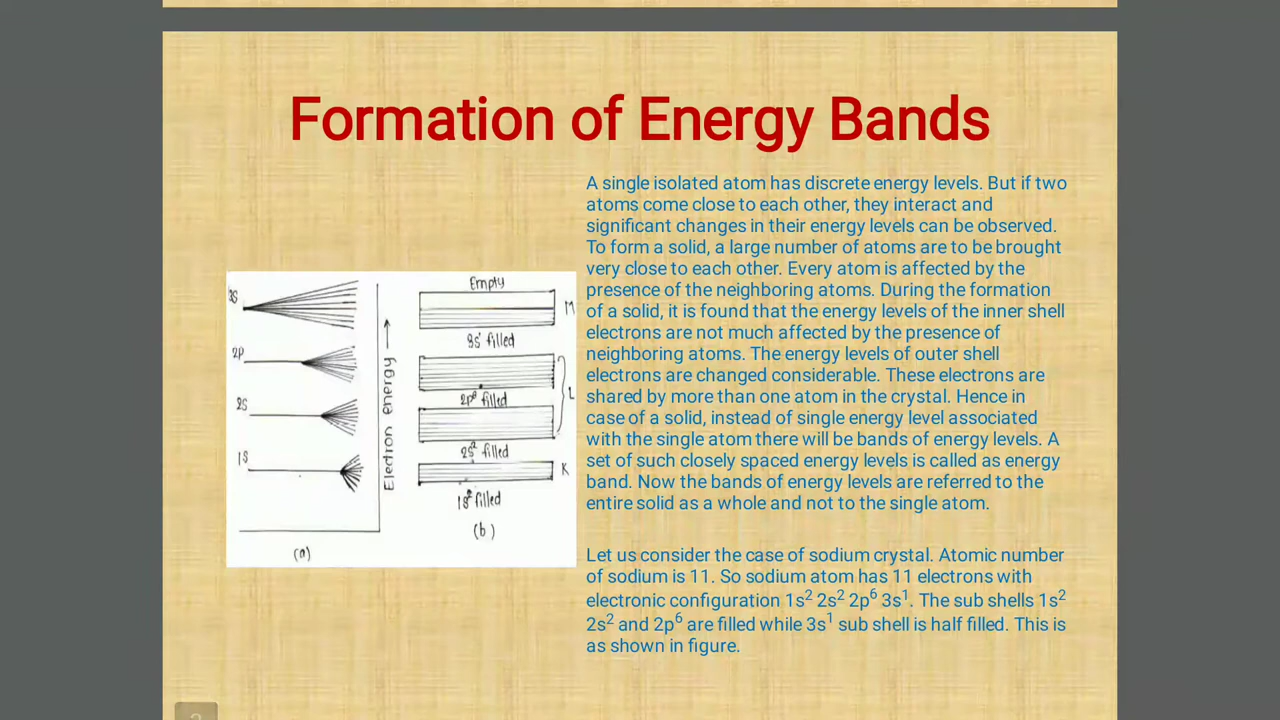 Formation of Energy Bands
A single isolated atom has discrete energy levels. But if two
atoms come close to each other, they interact and
significant changes in their energy levels can be observed.
To form a solid, a large number of atoms are to be brought
very close to each other. Every atom is affected by the
presence of the neighboring atoms. During the formation
of a solid, it is found that the energy levels of the inner shell
electrons are not much affected by the presence of
neighboring atoms. The energy levels of outer shell
electrons are changed considerable. These electrons are
shared by more than one atom in the crystal. Hence in
case of a solid, instead of single energy level associated
with the single atom there will be bands of energy levels. A
set of such closely spaced energy levels is called as energy
band. Now the bands of energy levels are referred to the
entire solid as a whole and not to the single atom.
Let us consider the case of sodium crystal. Atomic number
of sodium is 11. So sodium atom has 11 electrons with
electronic configuration 1s² 2s² 2p⁶ 3s¹. The sub shells 1s²
2s² and 2p⁶ are filled while 3s¹ sub shell is half filled. This is
as shown in figure.
3S
2P
2S
1S
(a)
Electron energy →
Empty
M
3s¹ filled
L
2p⁶ filled
2s² filled
K
1s² filled
(b)